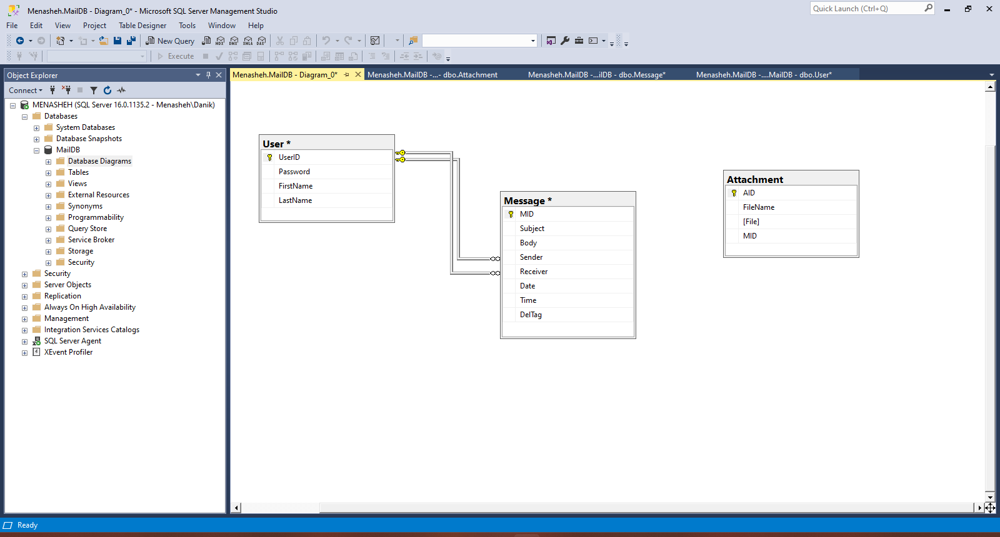 Menasheh.MailDB - Diagram_0* - Microsoft SQL Server Management Studio
Quick Launch (Ctrl+Q)
File Edit View Project Table Designer Tools Window Help
New Query MDX DMX XMLA DAX
Execute
Object Explorer
Menasheh.MailDB - Diagram_0* Menasheh.MailDB -...- dbo.Attachment Menasheh.MailDB -...ilDB - dbo.Message* Menasheh.MailDB -....MailDB - dbo.User*
Connect
MENASHEH (SQL Server 16.0.1135.2 - Menasheh\Danik)
Databases
System Databases
Database Snapshots
MailDB
Database Diagrams
Tables
Views
External Resources
Synonyms
Programmability
Query Store
Service Broker
Storage
Security
Security
Server Objects
Replication
Always On High Availability
Management
Integration Services Catalogs
SQL Server Agent
XEvent Profiler
User *
UserID
Password
FirstName
LastName
Message *
MID
Subject
Body
Sender
Receiver
Date
Time
DelTag
Attachment
AID
FileName
[File]
MID
Ready